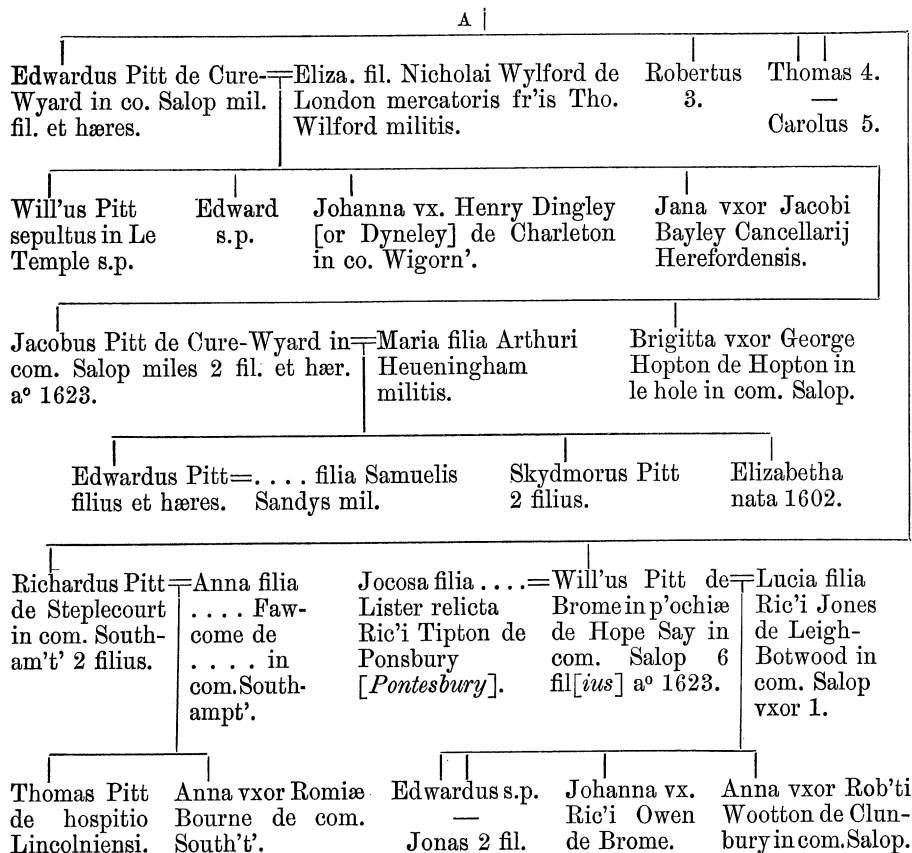 A
Edwardus Pitt de Cure-
Wyard in co. Salop mil.
fil. et hæres.
Eliza. fil. Nicholai Wylford de
London mercatoris fr'is Tho.
Wilford militis.
Robertus
3.
Thomas 4.
—
Carolus 5.
Will'us Pitt
sepultus in Le
Temple s.p.
Edward
s.p.
Johanna vx. Henry Dingley
[or Dyneley] de Charleton
in co. Wigorn'.
Jana vxor Jacobi
Bayley Cancellarij
Herefordensis.
Jacobus Pitt de Cure-Wyard in
com. Salop miles 2 fil. et hær.
aº 1623.
Maria filia Arthuri
Heueningham
militis.
Brigitta vxor George
Hopton de Hopton in
le hole in com. Salop.
Edwardus Pitt=
filius et hæres.
. . . . filia Samuelis
Sandys mil.
Skydmorus Pitt
2 filius.
Elizabetha
nata 1602.
Richardus Pitt
de Steplecourt
in com. South-
am't' 2 filius.
Anna filia
. . . . Faw-
come de
. . . . in
com. South-
ampt'.
Jocosa filia . . . .=
Lister relicta
Ric'i Tipton de
Ponsbury
[Pontesbury].
Will'us Pitt de
Brome in p'ochiæ
de Hope Say in
com. Salop 6
fil[ius] aº 1623.
Lucia filia
Ric'i Jones
de Leigh-
Botwood in
com. Salop
vxor 1.
Thomas Pitt
de hospitio
Lincolniensi.
Anna vxor Romiæ
Bourne de com.
South't'.
Edwardus s.p.
—
Jonas 2 fil.
Johanna vx.
Ric'i Owen
de Brome.
Anna vxor Rob'ti
Wootton de Clun-
bury in com. Salop.